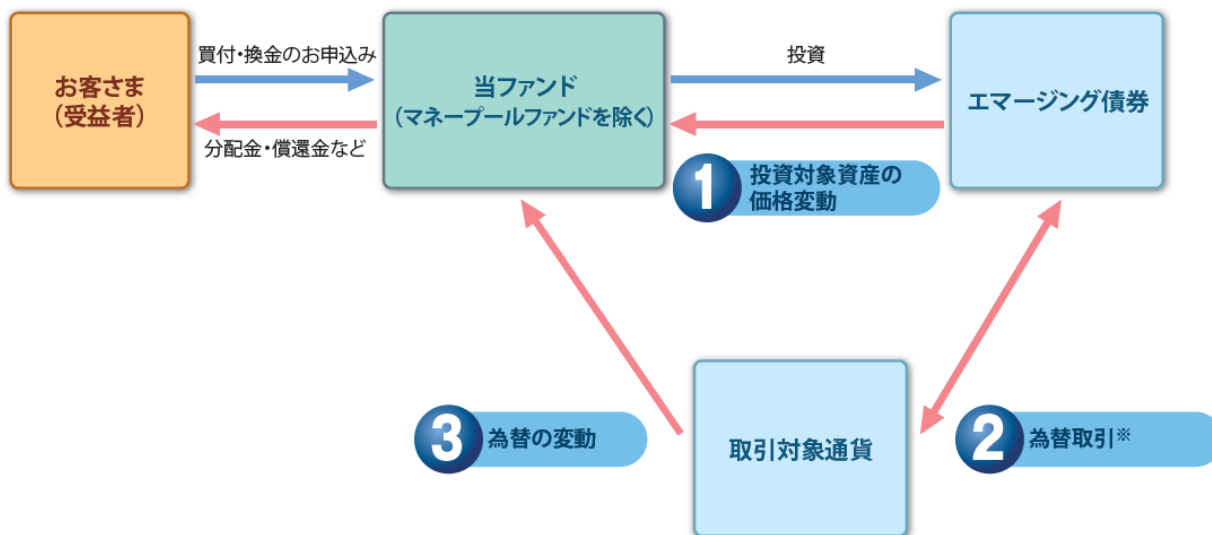 お客さま
（受益者）
買付・換金のお申込み
分配金・償還金など
当ファンド
（マネープールファンドを除く）
投資
エマージング債券
1
投資対象資産の
価格変動
3
為替の変動
取引対象通貨
2
為替取引※